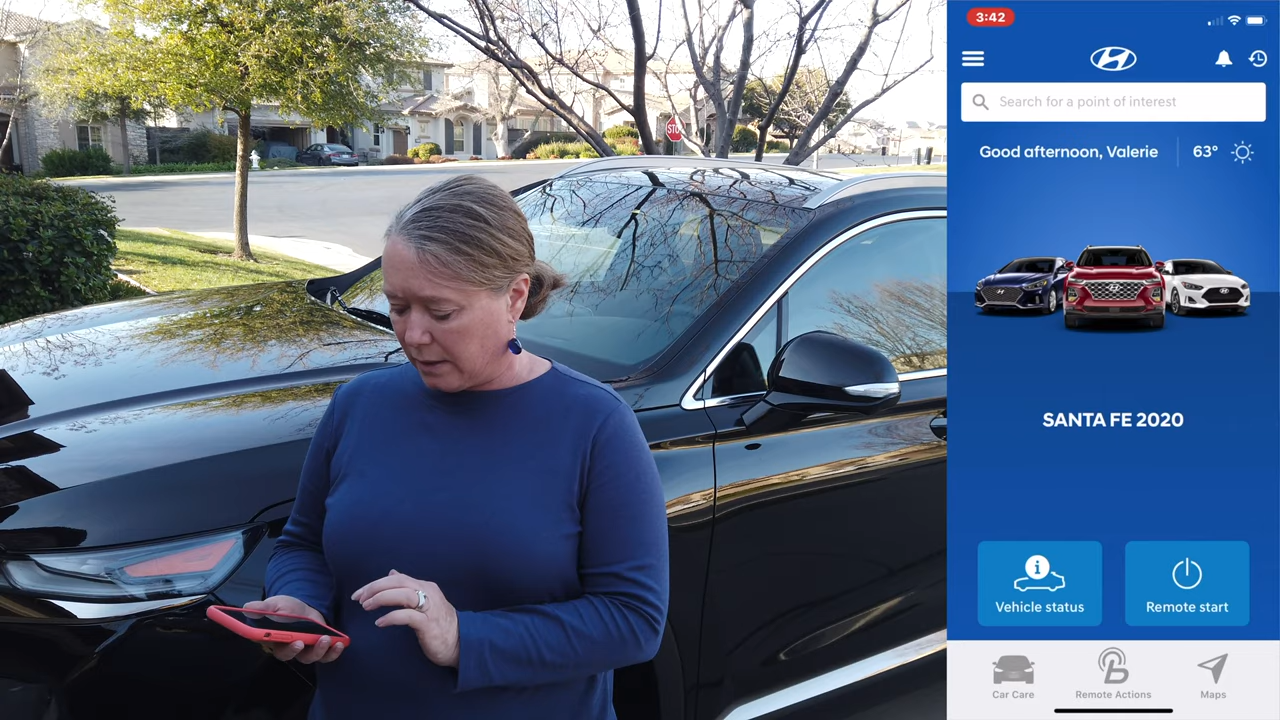 STO
3:42
Search for a point of interest
Good afternoon, Valerie
63°
SANTA FE 2020
Vehicle status
Remote start
Car Care
Remote Actions
Maps